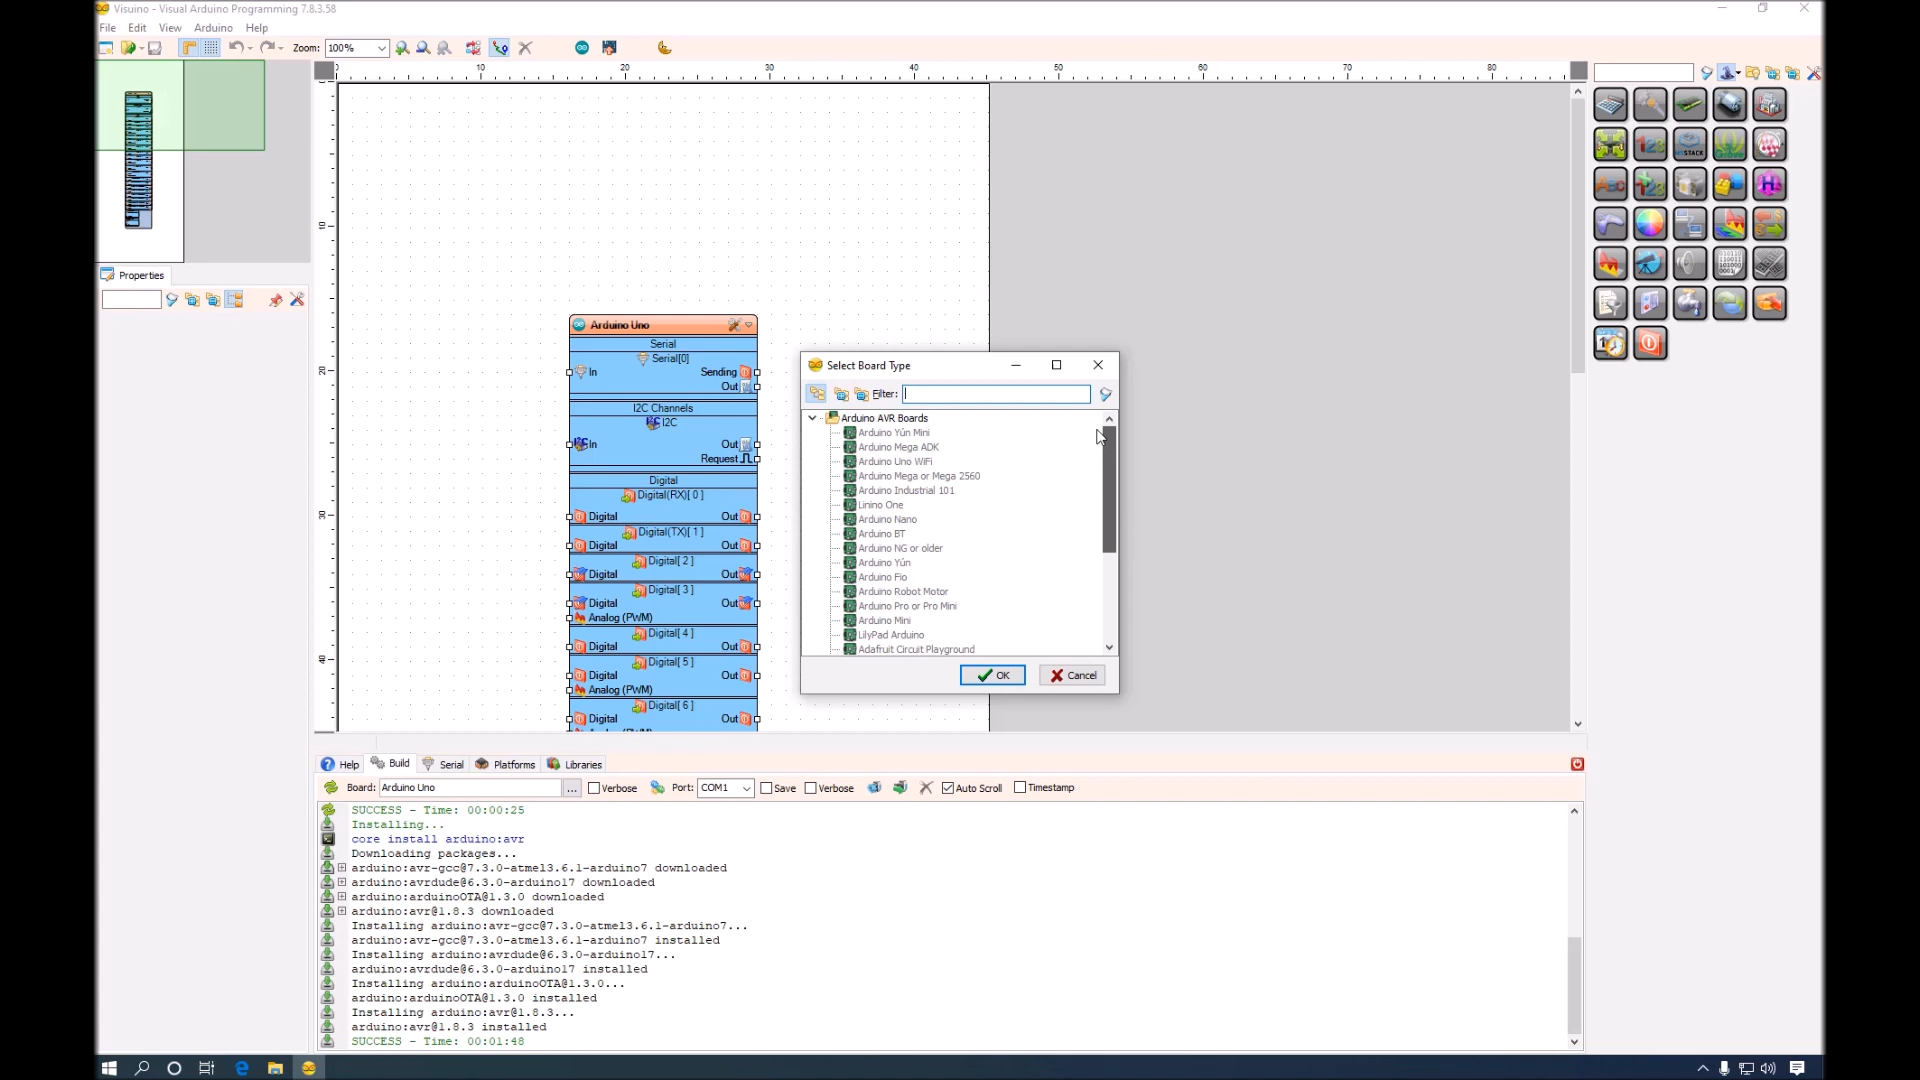 Visuino - Visual Arduino Programming 7.8.3.58
File Edit View Arduino Help
Zoom: 100%
0 10 20 30 40 50 60 70 80
10
20
30
40
Properties
Arduino Uno
Serial
Serial[0]
In Sending
Out
I2C Channels
I2C
In Out
Request
Digital
Digital(RX)[ 0 ]
Digital Out
Digital(TX)[ 1 ]
Digital Out
Digital[ 2 ]
Digital Out
Digital[ 3 ]
Digital Out
Analog (PWM)
Digital[ 4 ]
Digital Out
Digital[ 5 ]
Digital Out
Analog (PWM)
Digital[ 6 ]
Digital Out
Select Board Type
Filter:
Arduino AVR Boards
Arduino Yún Mini
Arduino Mega ADK
Arduino Uno WiFi
Arduino Mega or Mega 2560
Arduino Industrial 101
Linino One
Arduino Nano
Arduino BT
Arduino NG or older
Arduino Yún
Arduino Fio
Arduino Robot Motor
Arduino Pro or Pro Mini
Arduino Mini
LilyPad Arduino
Adafruit Circuit Playground
OK Cancel
Help Build Serial Platforms Libraries
Board: Arduino Uno ... Verbose Port: COM1 Save Verbose Auto Scroll Timestamp
SUCCESS - Time: 00:00:25
Installing...
core install arduino:avr
Downloading packages...
arduino:avr-gcc@7.3.0-atmel3.6.1-arduino7 downloaded
arduino:avrdude@6.3.0-arduino17 downloaded
arduino:arduinoOTA@1.3.0 downloaded
arduino:avr@1.8.3 downloaded
Installing arduino:avr-gcc@7.3.0-atmel3.6.1-arduino7...
arduino:avr-gcc@7.3.0-atmel3.6.1-arduino7 installed
Installing arduino:avrdude@6.3.0-arduino17...
arduino:avrdude@6.3.0-arduino17 installed
Installing arduino:arduinoOTA@1.3.0...
arduino:arduinoOTA@1.3.0 installed
Installing arduino:avr@1.8.3...
arduino:avr@1.8.3 installed
SUCCESS - Time: 00:01:48